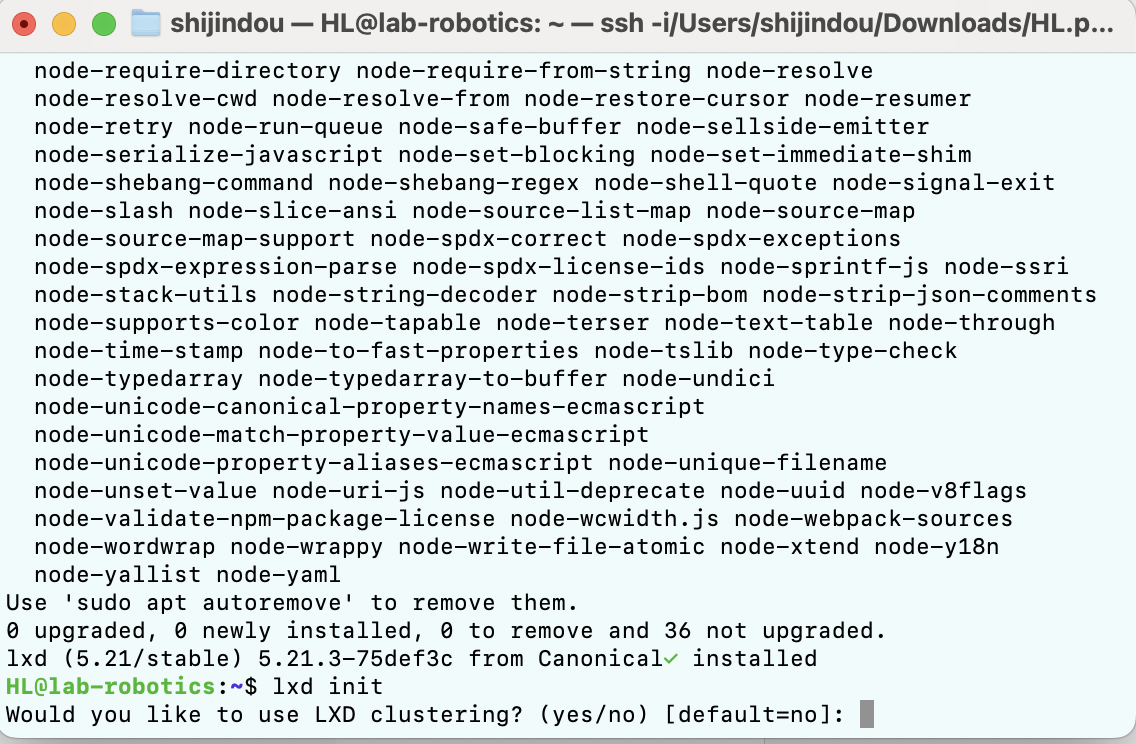 shijindou — HL@lab-robotics: ~ — ssh -i/Users/shijindou/Downloads/HL.p...
node-require-directory node-require-from-string node-resolve
node-resolve-cwd node-resolve-from node-restore-cursor node-resumer
node-retry node-run-queue node-safe-buffer node-sellside-emitter
node-serialize-javascript node-set-blocking node-set-immediate-shim
node-shebang-command node-shebang-regex node-shell-quote node-signal-exit
node-slash node-slice-ansi node-source-list-map node-source-map
node-source-map-support node-spdx-correct node-spdx-exceptions
node-spdx-expression-parse node-spdx-license-ids node-sprintf-js node-ssri
node-stack-utils node-string-decoder node-strip-bom node-strip-json-comments
node-supports-color node-tapable node-terser node-text-table node-through
node-time-stamp node-to-fast-properties node-tslib node-type-check
node-typedarray node-typedarray-to-buffer node-undici
node-unicode-canonical-property-names-ecmascript
node-unicode-match-property-value-ecmascript
node-unicode-property-aliases-ecmascript node-unique-filename
node-unset-value node-uri-js node-util-deprecate node-uuid node-v8flags
node-validate-npm-package-license node-wcwidth.js node-webpack-sources
node-wordwrap node-wrappy node-write-file-atomic node-xtend node-y18n
node-yallist node-yaml
Use 'sudo apt autoremove' to remove them.
0 upgraded, 0 newly installed, 0 to remove and 36 not upgraded.
lxd (5.21/stable) 5.21.3-75def3c from Canonical✓ installed
HL@lab-robotics:~$ lxd init
Would you like to use LXD clustering? (yes/no) [default=no]: